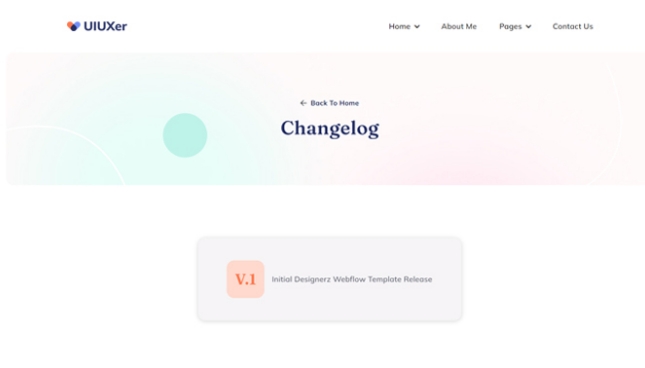 UIUXer
Home
About Me
Pages
Contact Us
Back To Home
Changelog
V.1
Initial Designerz Webflow Template Release